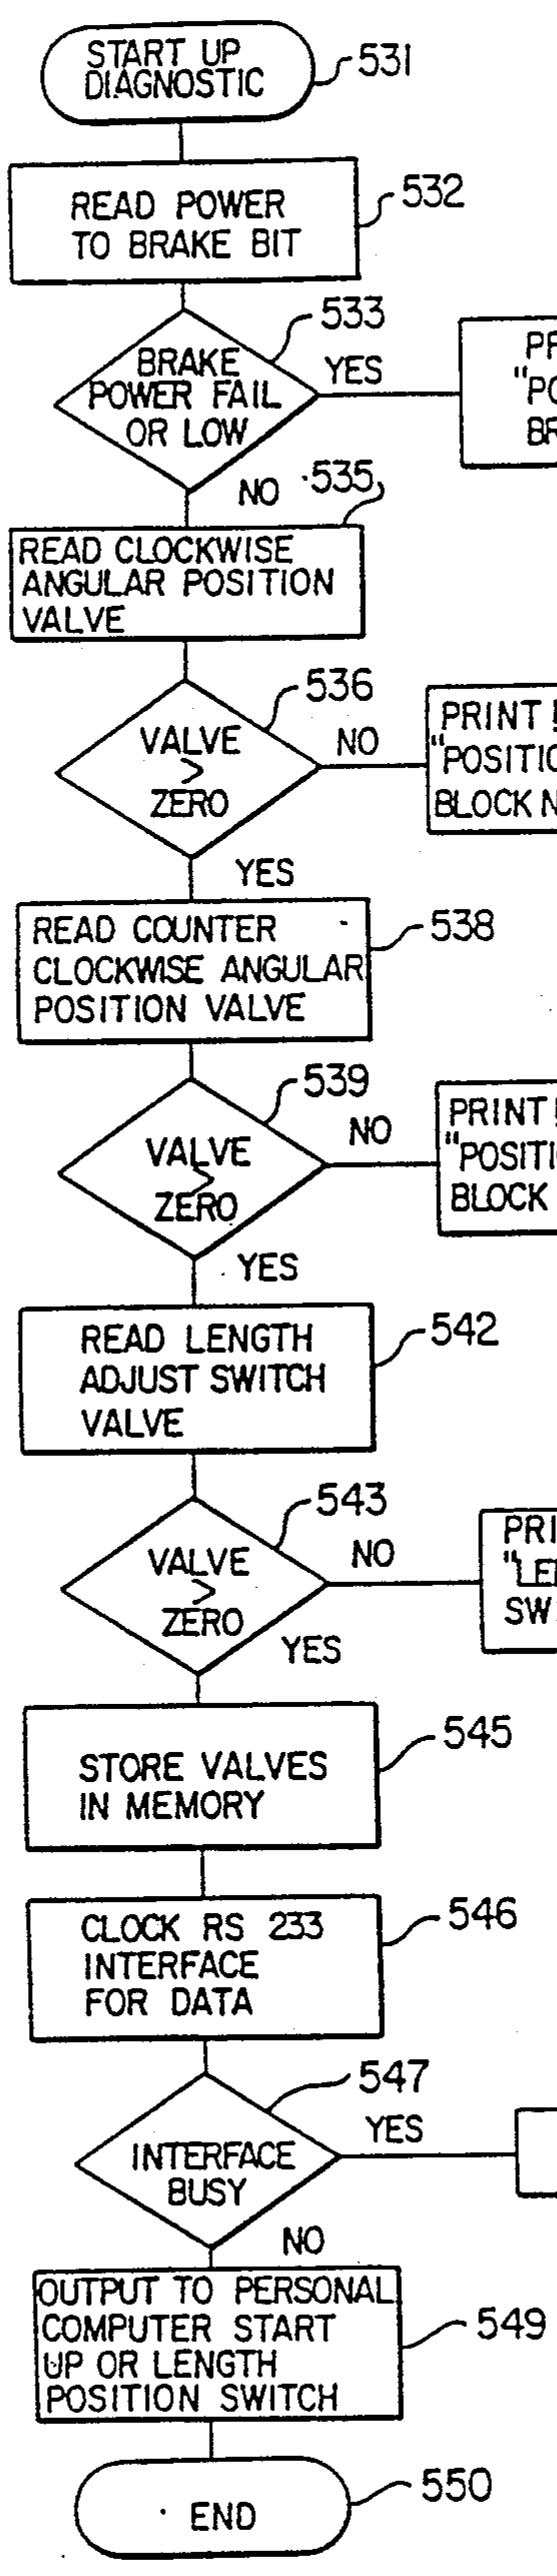 START UP
DIAGNOSTIC
531
READ POWER
TO BRAKE BIT
532
BRAKE
POWER FAIL
OR LOW
533
YES
NO
535
READ CLOCKWISE
ANGULAR POSITION
VALVE
VALVE
>
ZERO
536
NO
PRINT
BLOCK
YES
READ COUNTER
CLOCKWISE ANGULAR
POSITION VALVE
538
VALVE
>
ZERO
539
NO
PRINT
BLOCK
YES
READ LENGTH
ADJUST SWITCH
VALVE
542
VALVE
>
ZERO
543
NO
YES
STORE VALVES
IN MEMORY
545
CLOCK RS 233
INTERFACE
FOR DATA
546
INTERFACE
BUSY
547
YES
NO
OUTPUT TO PERSONAL
COMPUTER START
UP OR LENGTH
POSITION SWITCH
549
END
550